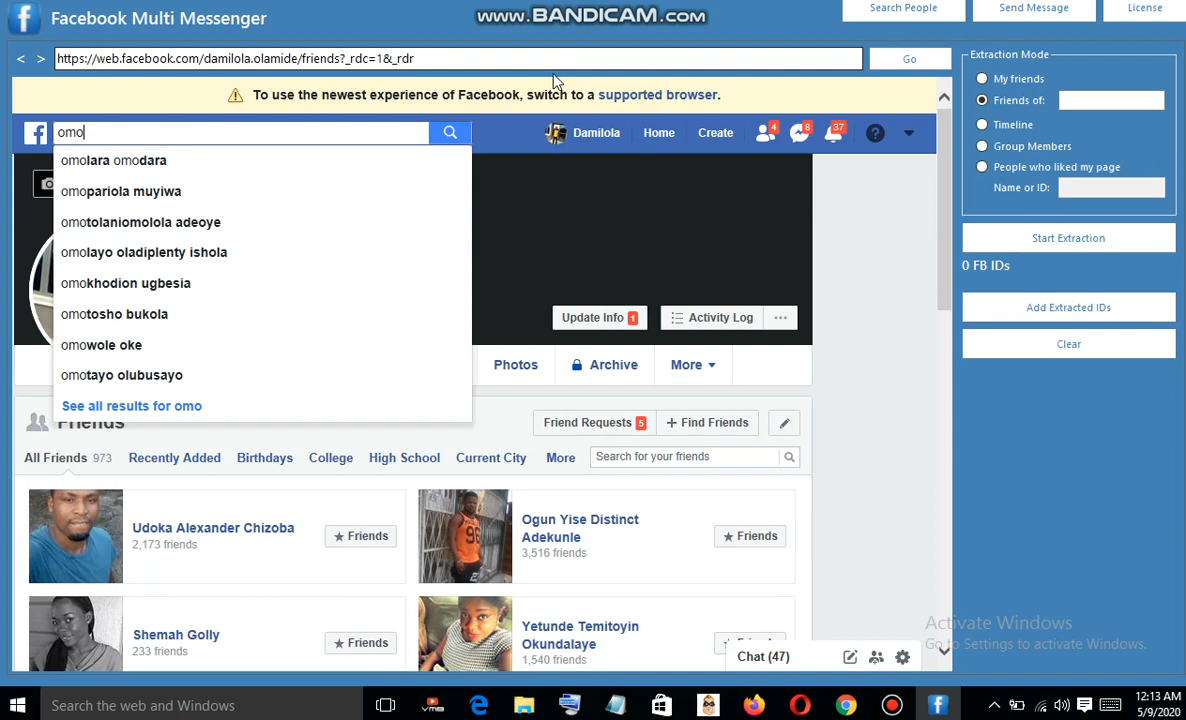 Facebook Multi Messenger
WWW.BANDICAM.COM
Search People
Send Message
License
< >
https://web.facebook.com/damilola.olamide/friends?_rdc=1&_rdr
Go
To use the newest experience of Facebook, switch to a supported browser.
omo
Damilola
Home
Create
4
8
37
omolara omodara
omopariola muyiwa
omotolaniomolola adeoye
omolayo oladiplenty ishola
omokhodion ugbesia
omotosho bukola
omowole oke
omotayo olubusayo
See all results for omo
Update Info 1
Activity Log
Photos
Archive
More
Friends
Friend Requests 5
+ Find Friends
All Friends 973
Recently Added
Birthdays
College
High School
Current City
More
Search for your friends
Udoka Alexander Chizoba
2,173 friends
Friends
Ogun Yise Distinct
Adekunle
3,516 friends
Friends
Shemah Golly
233 friends
Friends
Yetunde Temitoyin
Okundalaye
1,540 friends
Chat (47)
Extraction Mode
My friends
Friends of:
Timeline
Group Members
People who liked my page
Name or ID:
Start Extraction
0 FB IDs
Add Extracted IDs
Clear
Activate Windows
Go to Settings to activate Windows.
Search the web and Windows
12:13 AM
5/9/2020